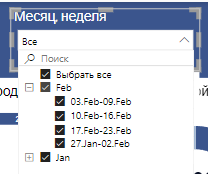 Месяц, неделя
Все
Поиск
Выбрать все
Feb
03.Feb-09.Feb
10.Feb-16.Feb
17.Feb-23.Feb
27.Jan-02.Feb
Jan